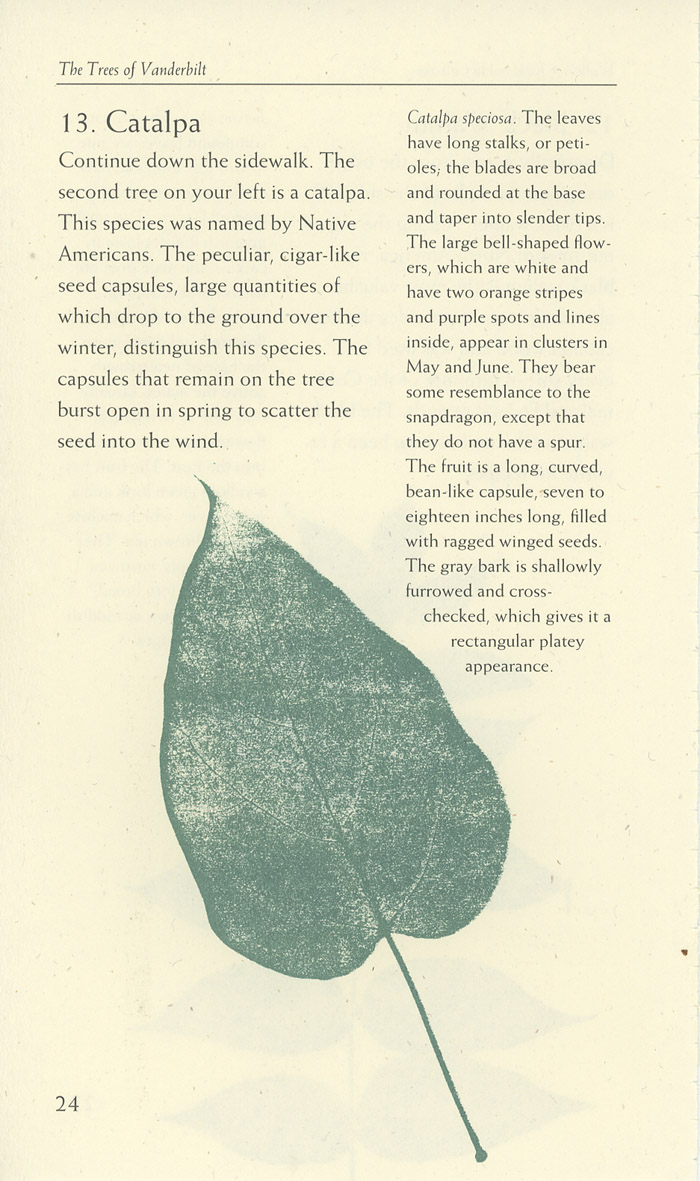 The Trees of Vanderbilt
13. Catalpa
Continue down the sidewalk. The
second tree on your left is a catalpa.
This species was named by Native
Americans. The peculiar, cigar-like
seed capsules, large quantities of
which drop to the ground over the
winter, distinguish this species. The
capsules that remain on the tree
burst open in spring to scatter the
seed into the wind.
Catalpa speciosa. The leaves
have long stalks, or peti-
oles; the blades are broad
and rounded at the base
and taper into slender tips.
The large bell-shaped flow-
ers, which are white and
have two orange stripes
and purple spots and lines
inside, appear in clusters in
May and June. They bear
some resemblance to the
snapdragon, except that
they do not have a spur.
The fruit is a long, curved,
bean-like capsule, seven to
eighteen inches long, filled
with ragged winged seeds.
The gray bark is shallowly
furrowed and cross-
checked, which gives it a
rectangular platey
appearance.
24